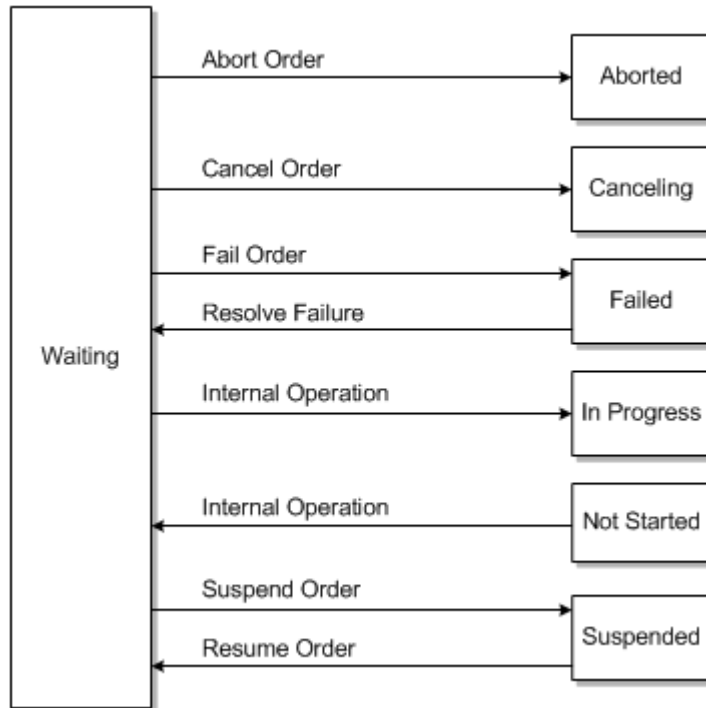 Abort Order
Aborted
Cancel Order
Canceling
Fail Order
Failed
Resolve Failure
Waiting
Internal Operation
In Progress
Internal Operation
Not Started
Suspend Order
Suspended
Resume Order